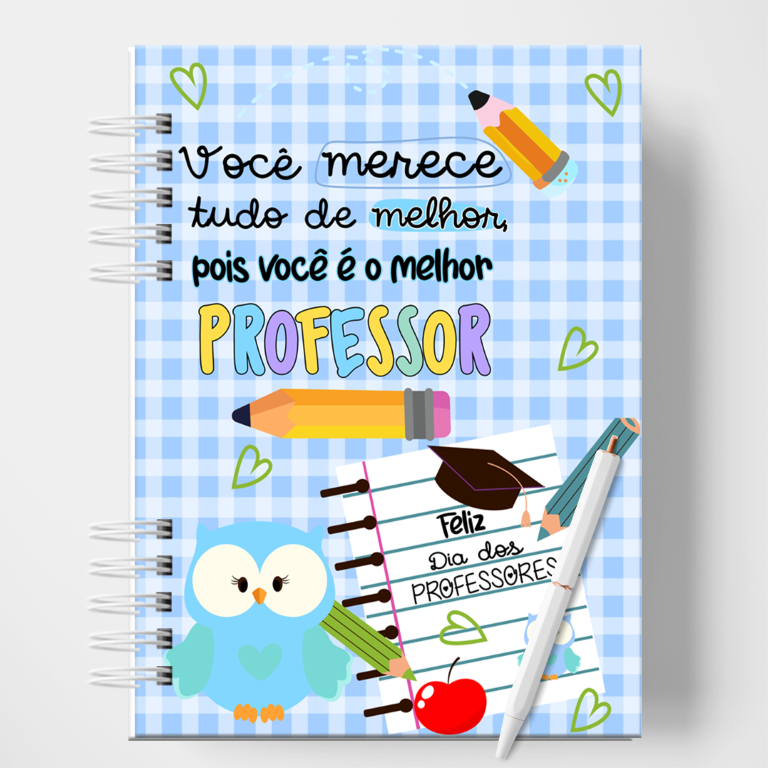 Você merece
tudo de melhor,
pois você é o melhor
PROFESSOR
Feliz
Dia dos
PROFESSORES